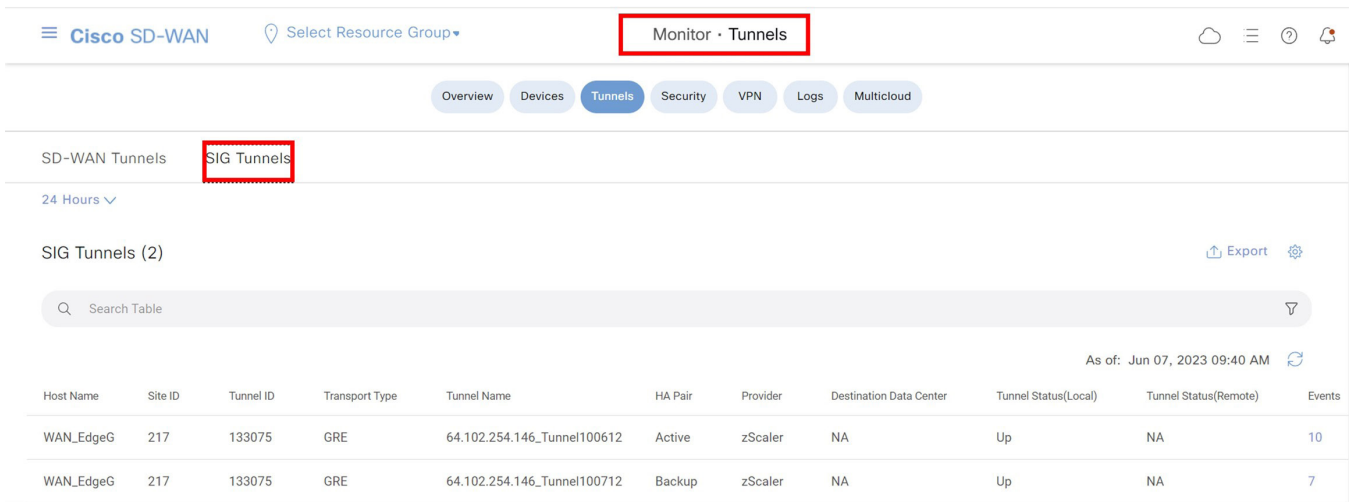 Cisco SD-WAN Select Resource Group Monitor · Tunnels
Overview Devices Tunnels Security VPN Logs Multicloud
SD-WAN Tunnels SIG Tunnels
24 Hours
SIG Tunnels (2) Export
Search Table
As of: Jun 07, 2023 09:40 AM
Host Name Site ID Tunnel ID Transport Type Tunnel Name HA Pair Provider Destination Data Center Tunnel Status(Local) Tunnel Status(Remote) Events
WAN_EdgeG 217 133075 GRE 64.102.254.146_Tunnel100612 Active zScaler NA Up NA 10
WAN_EdgeG 217 133075 GRE 64.102.254.146_Tunnel100712 Backup zScaler NA Up NA 7